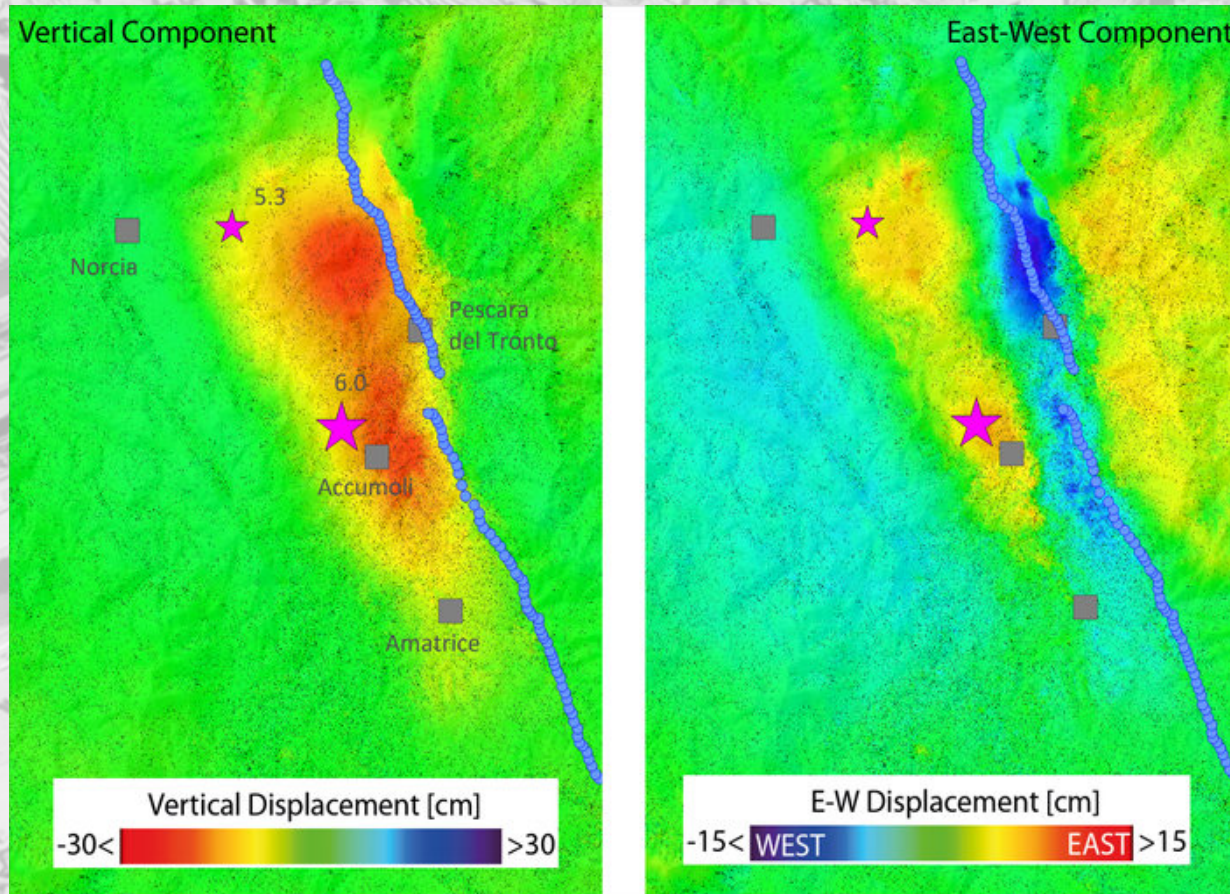 Vertical Component
5.3
Norcia
Pescara
del Tronto
6.0
Accumoli
Amatrice
Vertical Displacement [cm]
-30< >30
East-West Component
E-W Displacement [cm]
-15< WEST EAST >15